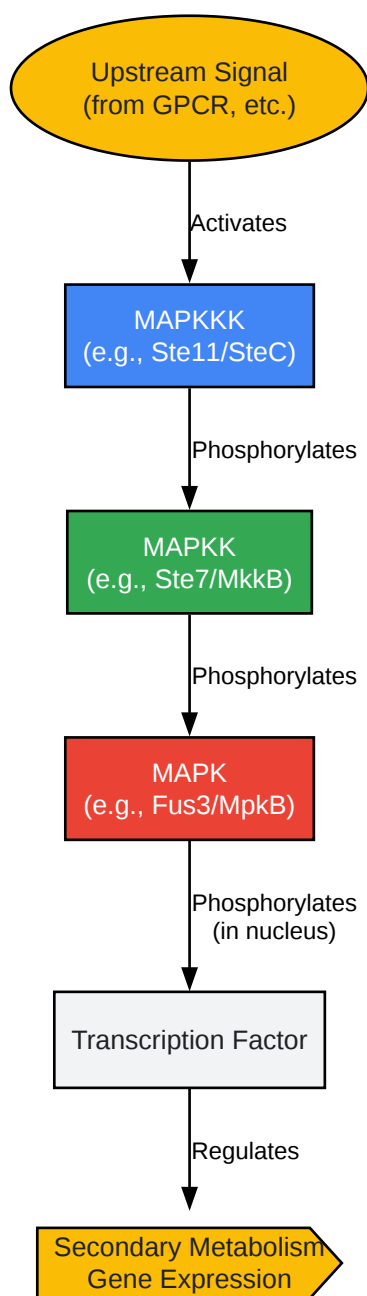 Upstream Signal
(from GPCR, etc.)
Activates
MAPKKK
(e.g., Ste11/SteC)
Phosphorylates
MAPKK
(e.g., Ste7/MkkB)
Phosphorylates
MAPK
(e.g., Fus3/MpkB)
Phosphorylates
(in nucleus)
Transcription Factor
Regulates
Secondary Metabolism
Gene Expression